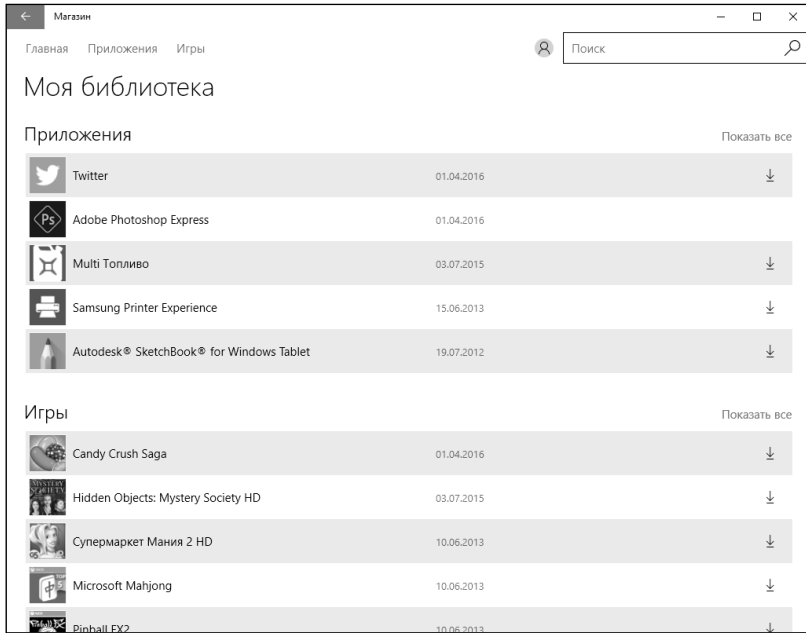 Магазин
Главная Приложения Игры Поиск
Моя библиотека
Приложения Показать все
Twitter 01.04.2016
Ps Adobe Photoshop Express 01.04.2016
Multi Топливо 03.07.2015
Samsung Printer Experience 15.06.2013
Autodesk® SketchBook® for Windows Tablet 19.07.2012
Игры Показать все
Candy Crush Saga 01.04.2016
MYSTERY SOCIETY Hidden Objects: Mystery Society HD 03.07.2015
Супермаркет Мания 2 HD 10.06.2013
Microsoft Mahjong 10.06.2013
Pinball FX2 10.06.2013